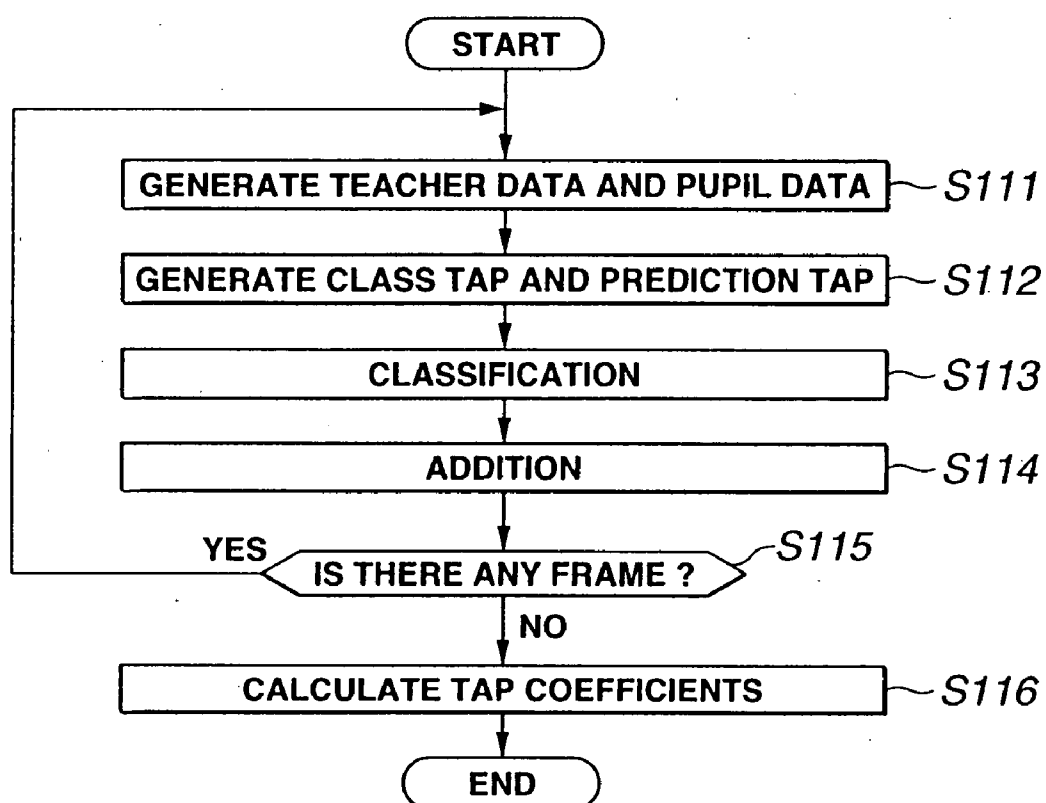 START
GENERATE TEACHER DATA AND PUPIL DATA S111
GENERATE CLASS TAP AND PREDICTION TAP S112
CLASSIFICATION S113
ADDITION S114
YES S115
IS THERE ANY FRAME ?
NO
CALCULATE TAP COEFFICIENTS S116
END